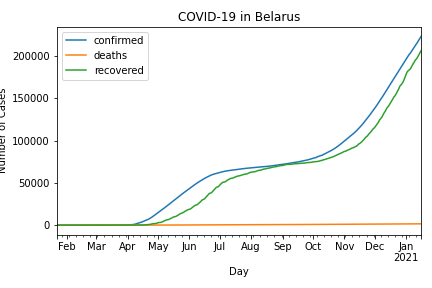 COVID-19 in Belarus
confirmed
deaths
recovered
200000
150000
100000
50000
0
Number of Cases
Feb Mar Apr May Jun Jul Aug Sep Oct Nov Dec Jan
2021
Day